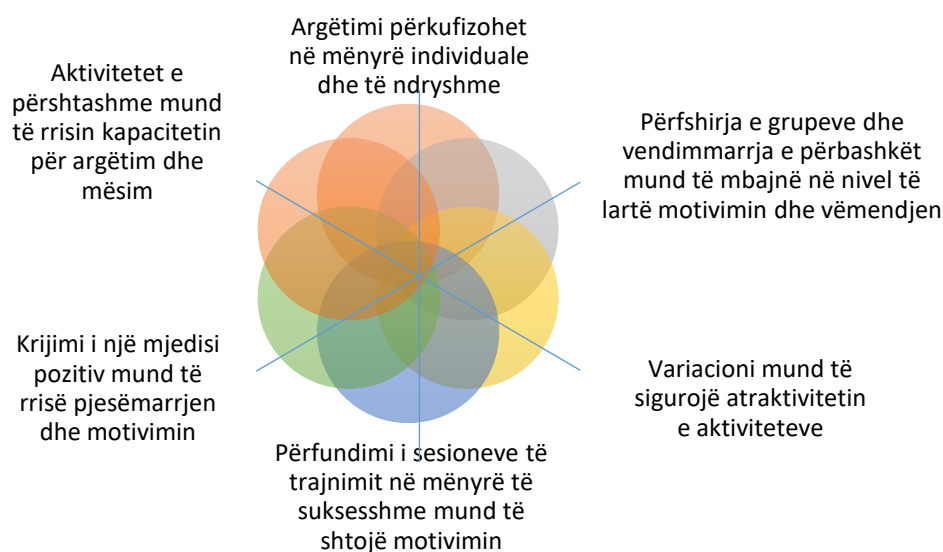 Argëtimi përkufizohet
në mënyrë individuale
dhe të ndryshme
Përfshirja e grupeve dhe
vendimmarrja e përbashkët
mund të mbajnë në nivel të
lartë motivimin dhe vëmendjen
Variacioni mund të
sigurojë atraktivitetin
e aktiviteteve
Përfundimi i sesioneve të
trajnimit në mënyrë të
suksesshme mund të
shtojë motivimin
Krijimi i një mjedisi
pozitiv mund të
rrisë pjesëmarrjen
dhe motivimin
Aktivitetet e
përshtashme mund
të rrisin kapacitetin
për argëtim dhe
mësim